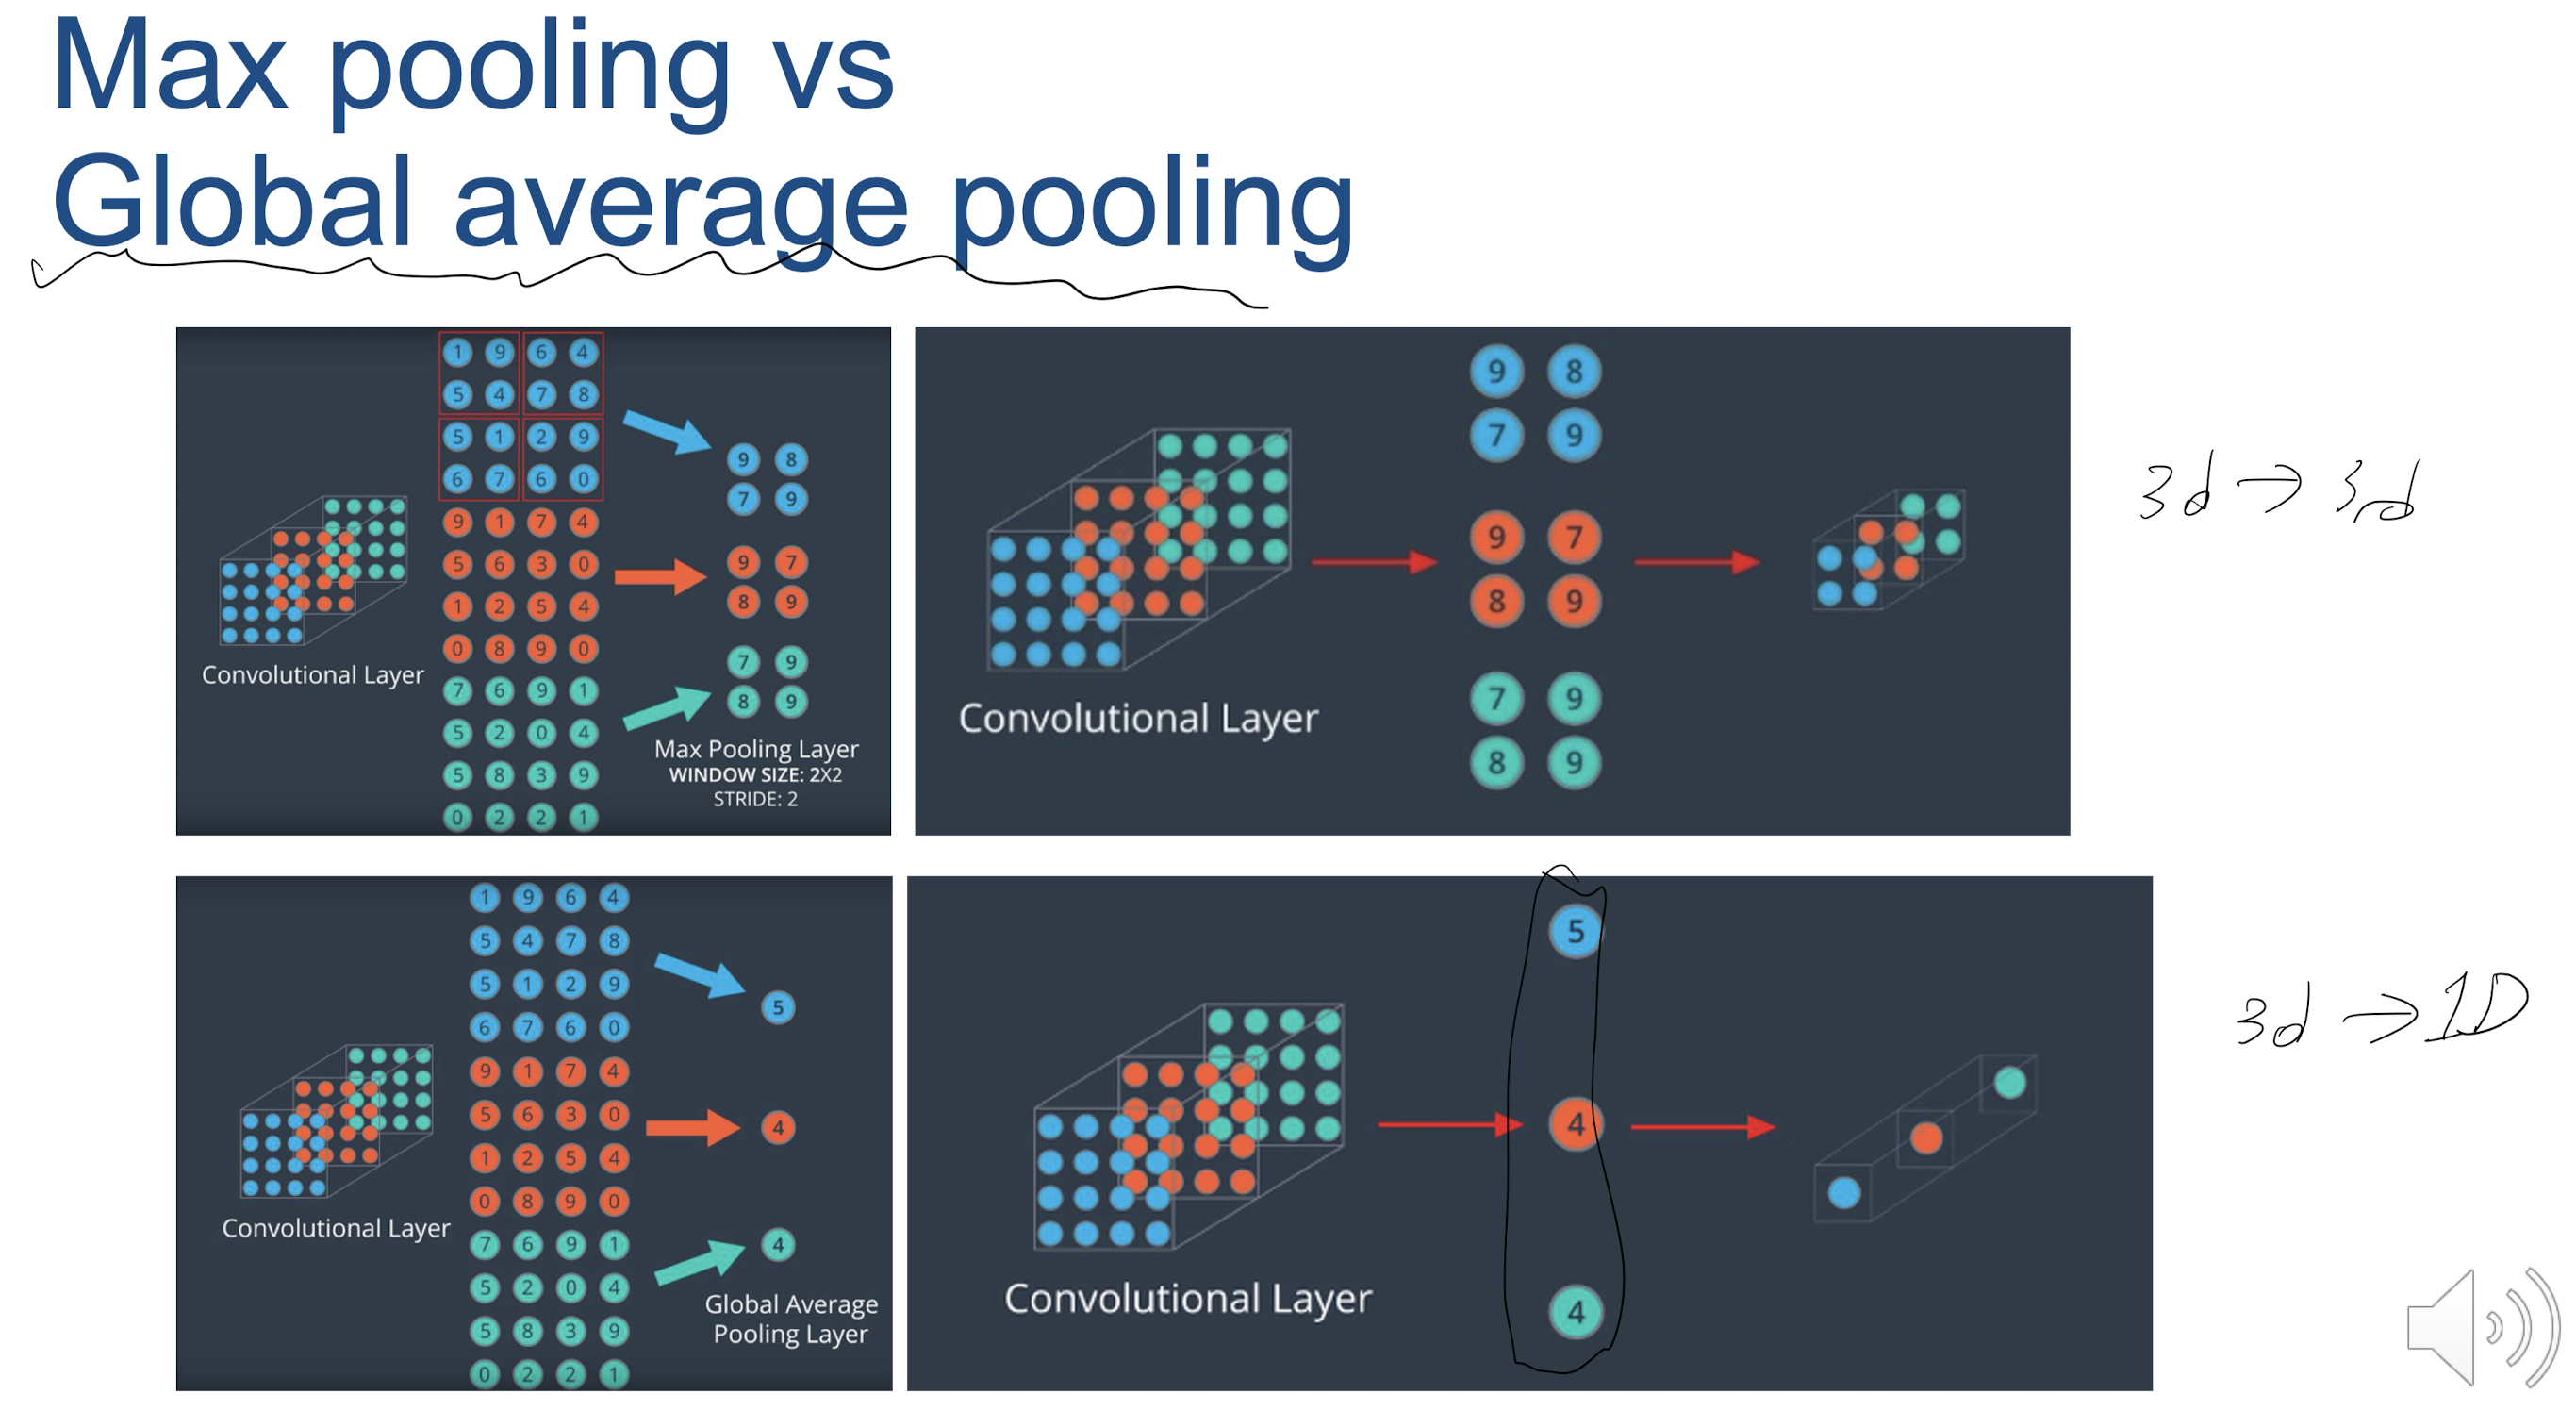 Max pooling vs
Global average pooling
1 9 6 4
5 4 7 8
5 1 2 9
6 7 6 0
9 1 7 4
5 6 3 0
1 2 5 4
0 8 9 0
7 6 9 1
5 2 0 4
5 8 3 9
0 2 2 1
Convolutional Layer
9 8
7 9
9 7
8 9
7 9
8 9
Max Pooling Layer
WINDOW SIZE: 2X2
STRIDE: 2
Convolutional Layer
9 8
7 9
9 7
8 9
7 9
8 9
3d → 3rd
1 9 6 4
5 4 7 8
5 1 2 9
6 7 6 0
9 1 7 4
5 6 3 0
1 2 5 4
0 8 9 0
7 6 9 1
5 2 0 4
5 8 3 9
0 2 2 1
Convolutional Layer
5
4
4
Global Average
Pooling Layer
Convolutional Layer
5
4
4
3d → 1D